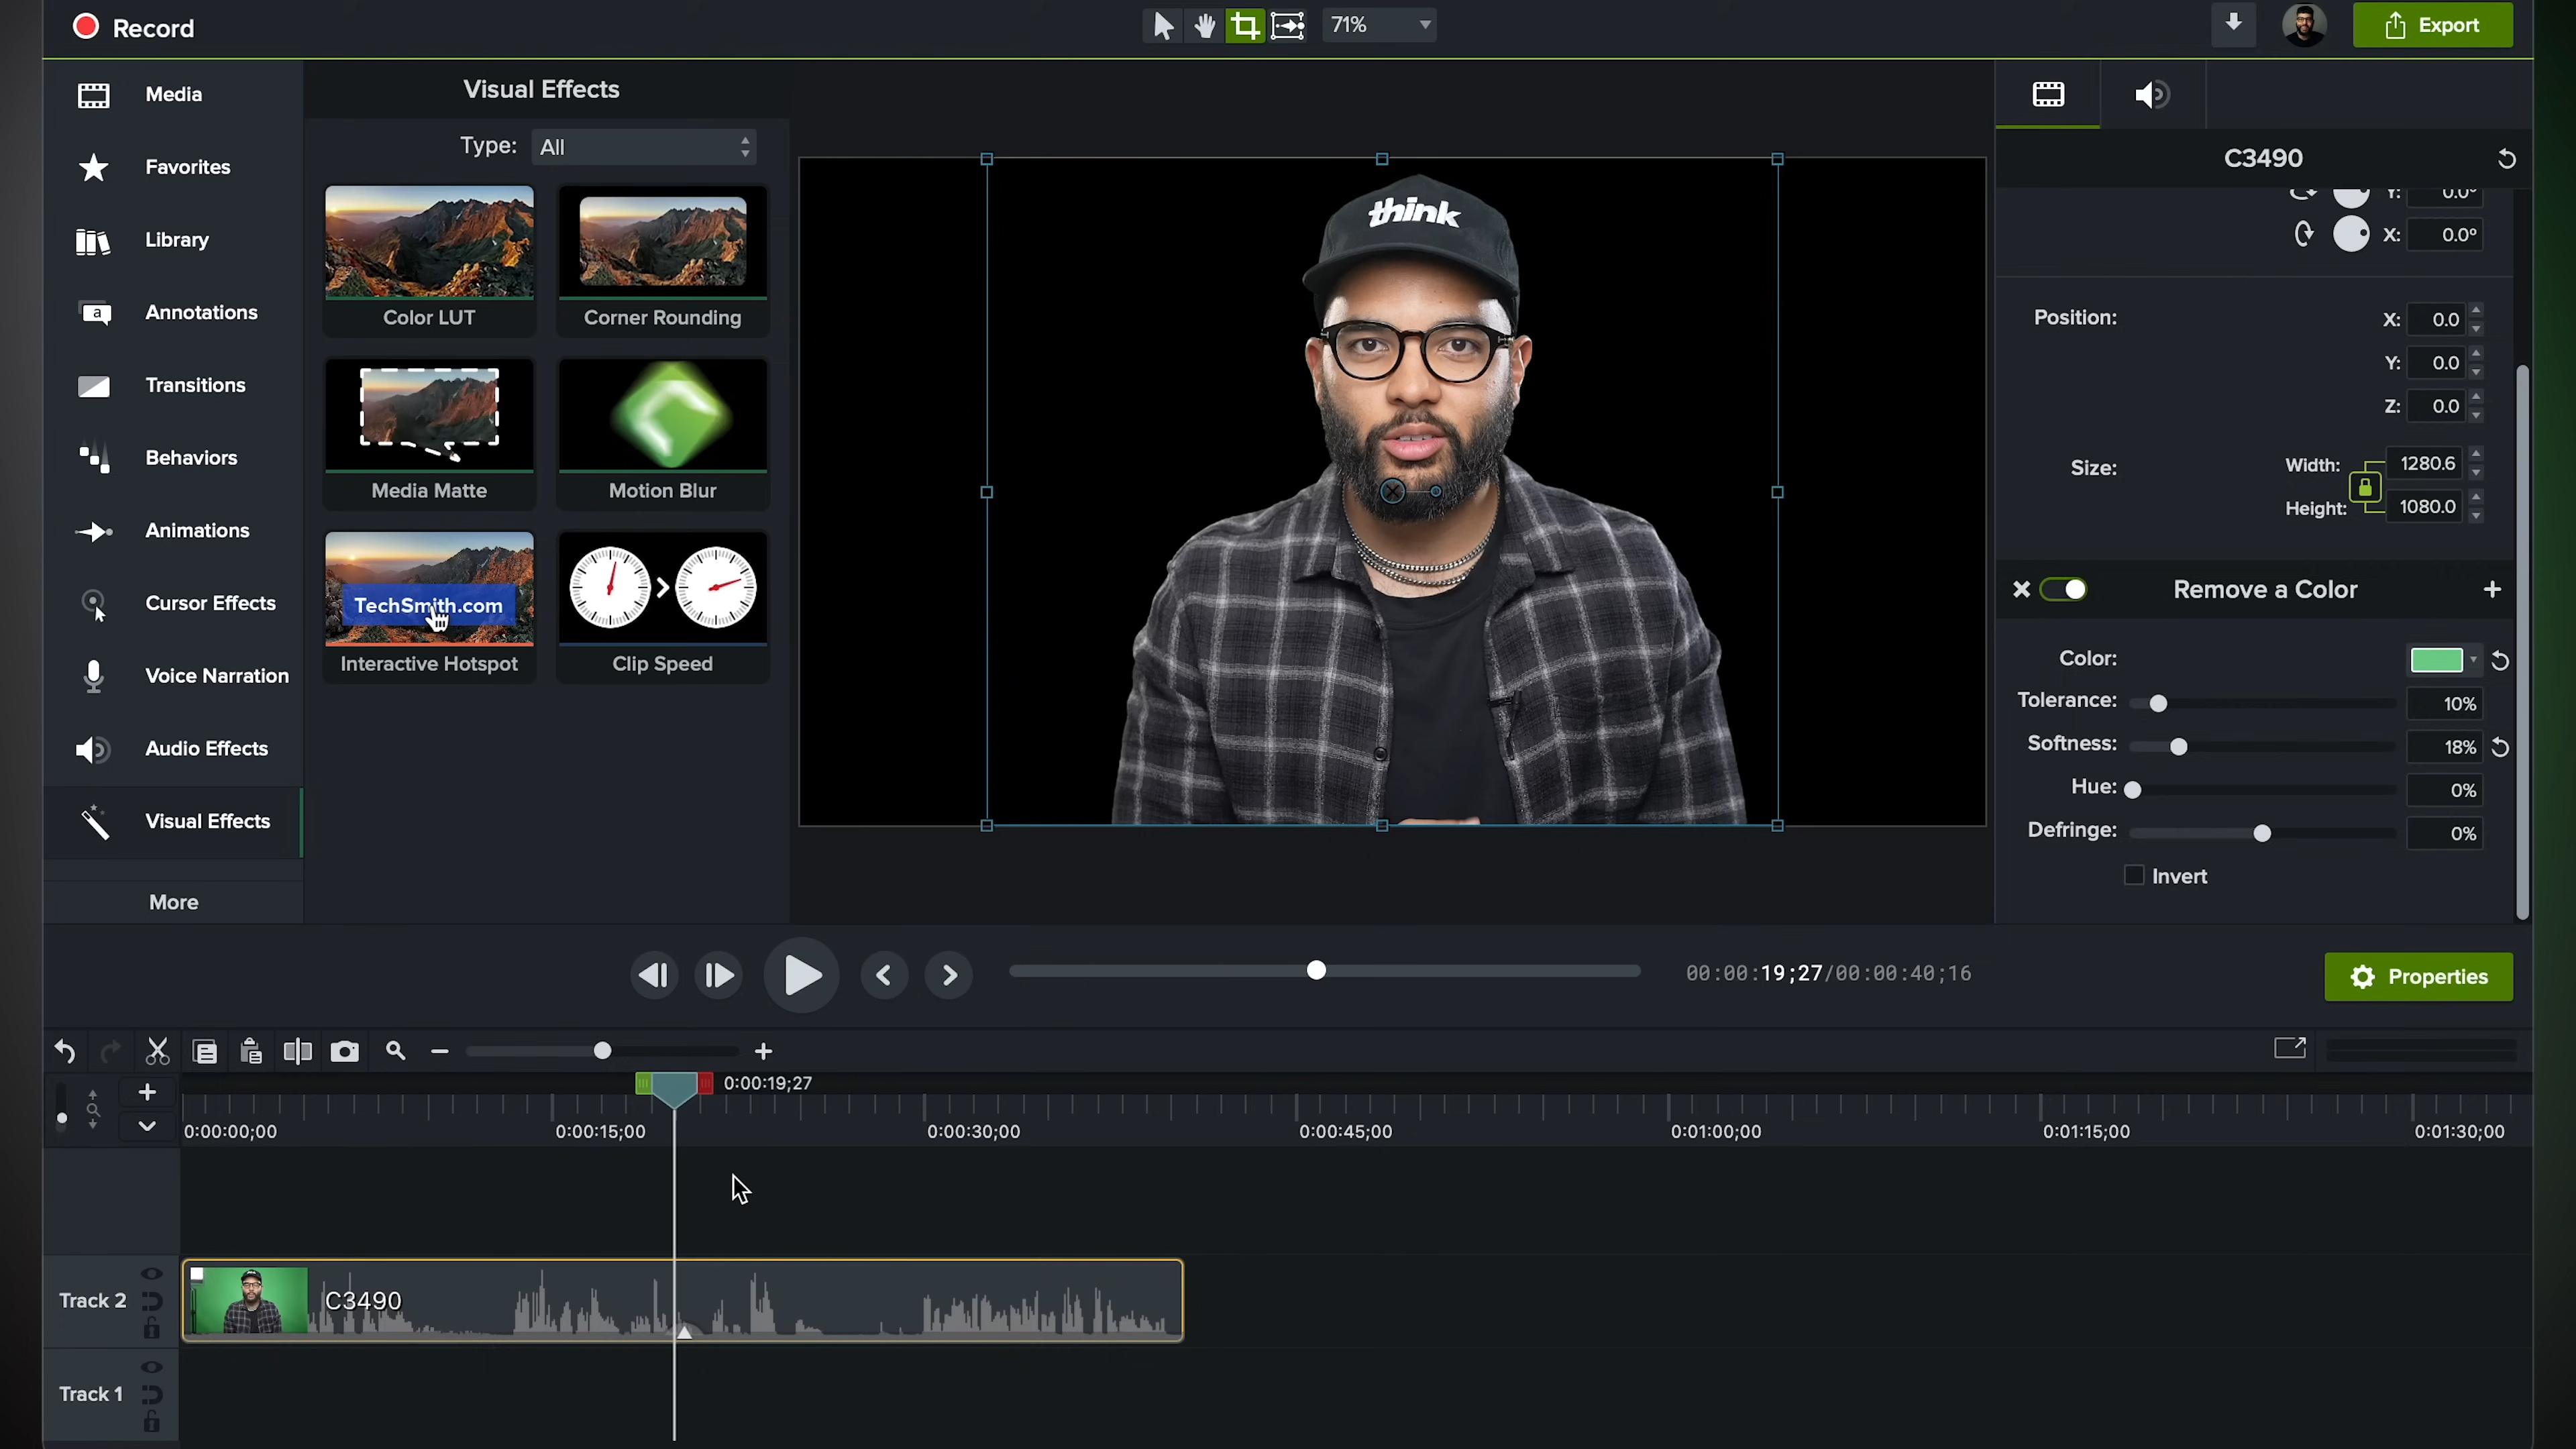 Record
71%
Export
Media
Favorites
Library
Annotations
Transitions
Behaviors
Animations
Cursor Effects
Voice Narration
Audio Effects
Visual Effects
More
Visual Effects
Type: All
Color LUT
Corner Rounding
Media Matte
Motion Blur
TechSmith.com
Interactive Hotspot
Clip Speed
think
C3490
Y: 0.0°
X: 0.0°
Position: X: 0.0
Y: 0.0
Z: 0.0
Size: Width: 1280.6
Height: 1080.0
Remove a Color
Color:
Tolerance: 10%
Softness: 18%
Hue: 0%
Defringe: 0%
Invert
00:00:19;27/00:00:40;16
Properties
0:00:19;27
0:00:00;00
0:00:15;00
0:00:30;00
0:00:45;00
0:01:00;00
0:01:15;00
0:01:30;00
Track 2
C3490
Track 1